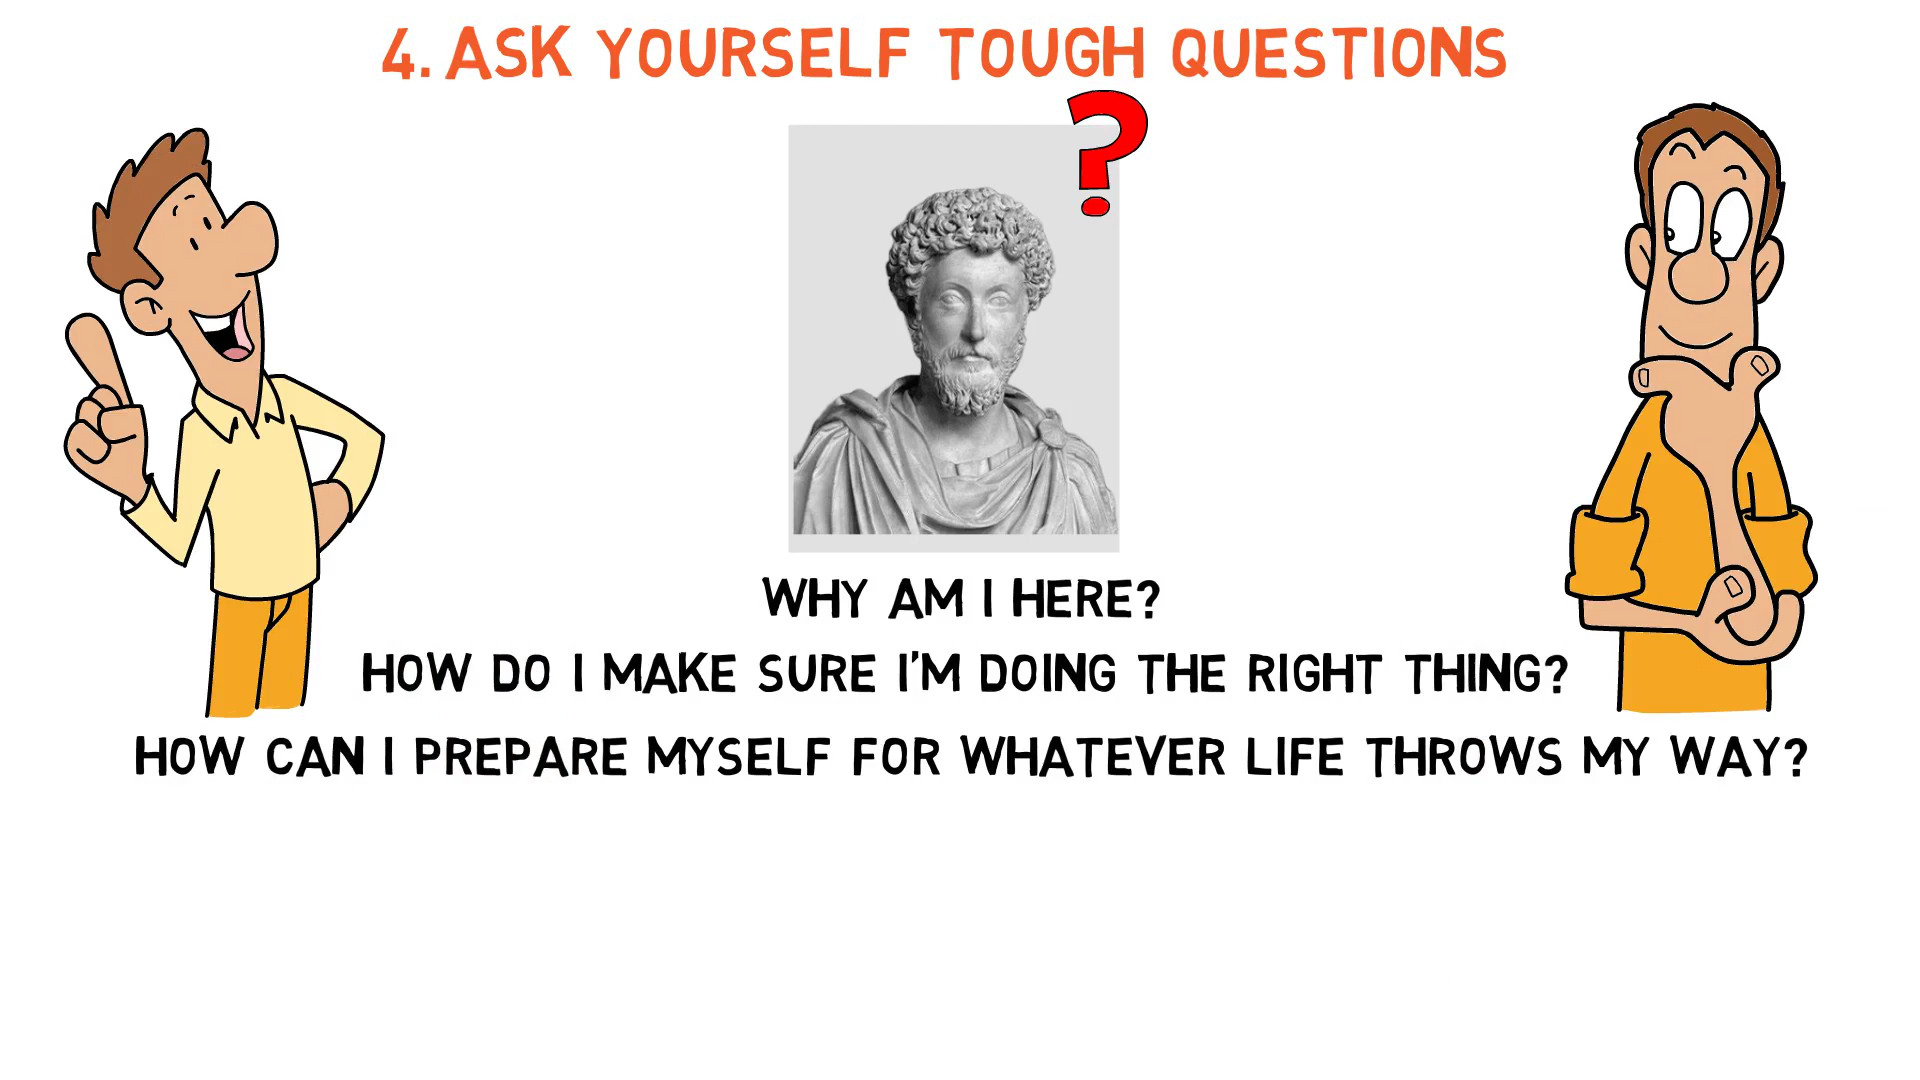 4. ASK YOURSELF TOUGH QUESTIONS
?
WHY AM I HERE?
HOW DO I MAKE SURE I'M DOING THE RIGHT THING?
HOW CAN I PREPARE MYSELF FOR WHATEVER LIFE THROWS MY WAY?